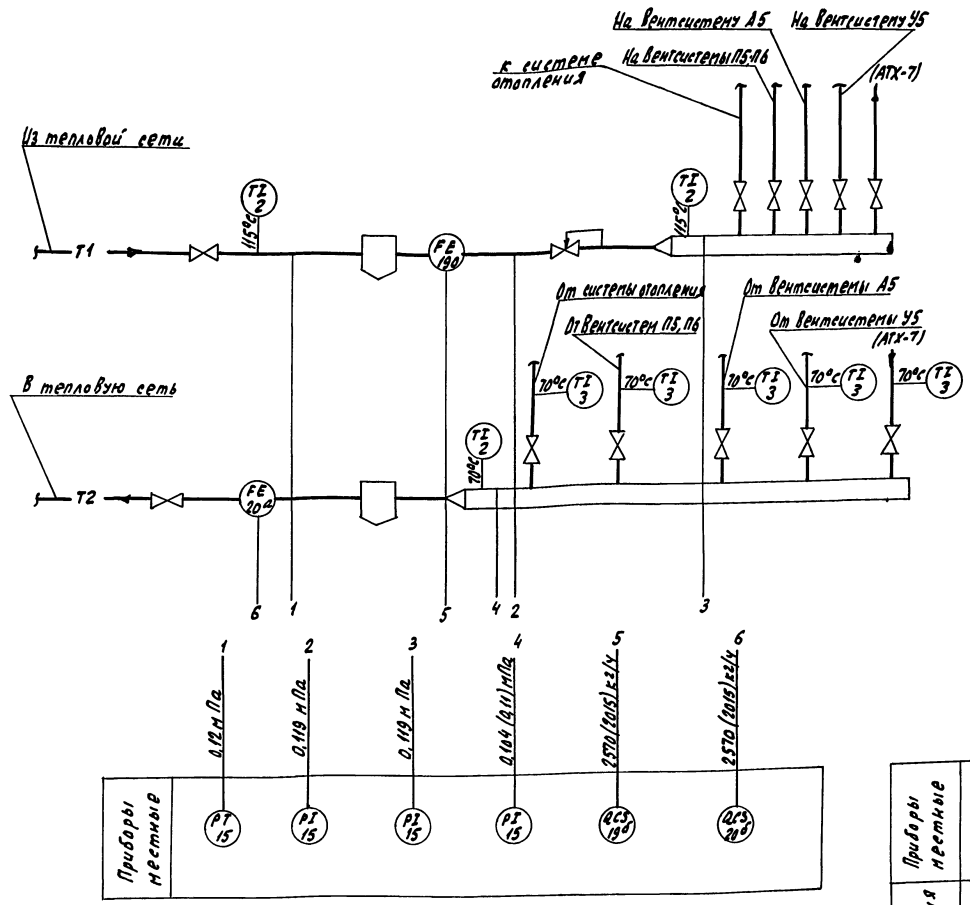 На вентсистему А5
На вентсистему У5
к системе
отопления
На вентсистемы П5, П6
(АТХ-7)
Из тепловой сети
TI
2
115°С
TI
2
115°С
Т1
FE
190
От системы отопления
От вентсистем П5, П6
От вентсистемы А5
От вентсистемы У5
(АТХ-7)
В тепловую сеть
70°С
TI
3
70°С
TI
3
70°С
TI
3
70°С
TI
3
70°С
TI
3
TI
2
70°С
Т2
FE
20а
6
1
5
4
2
3
1
2
3
4
5
6
0,12 мПа
0,119 мПа
0,119 мПа
0,104 (0,11) мПа
2570 (2015) кг/ч
2570 (2015) кг/ч
Приборы
местные
PT
15
PI
15
PI
15
PI
15
QCS
19б
QCS
20б
Приборы
местные
ия